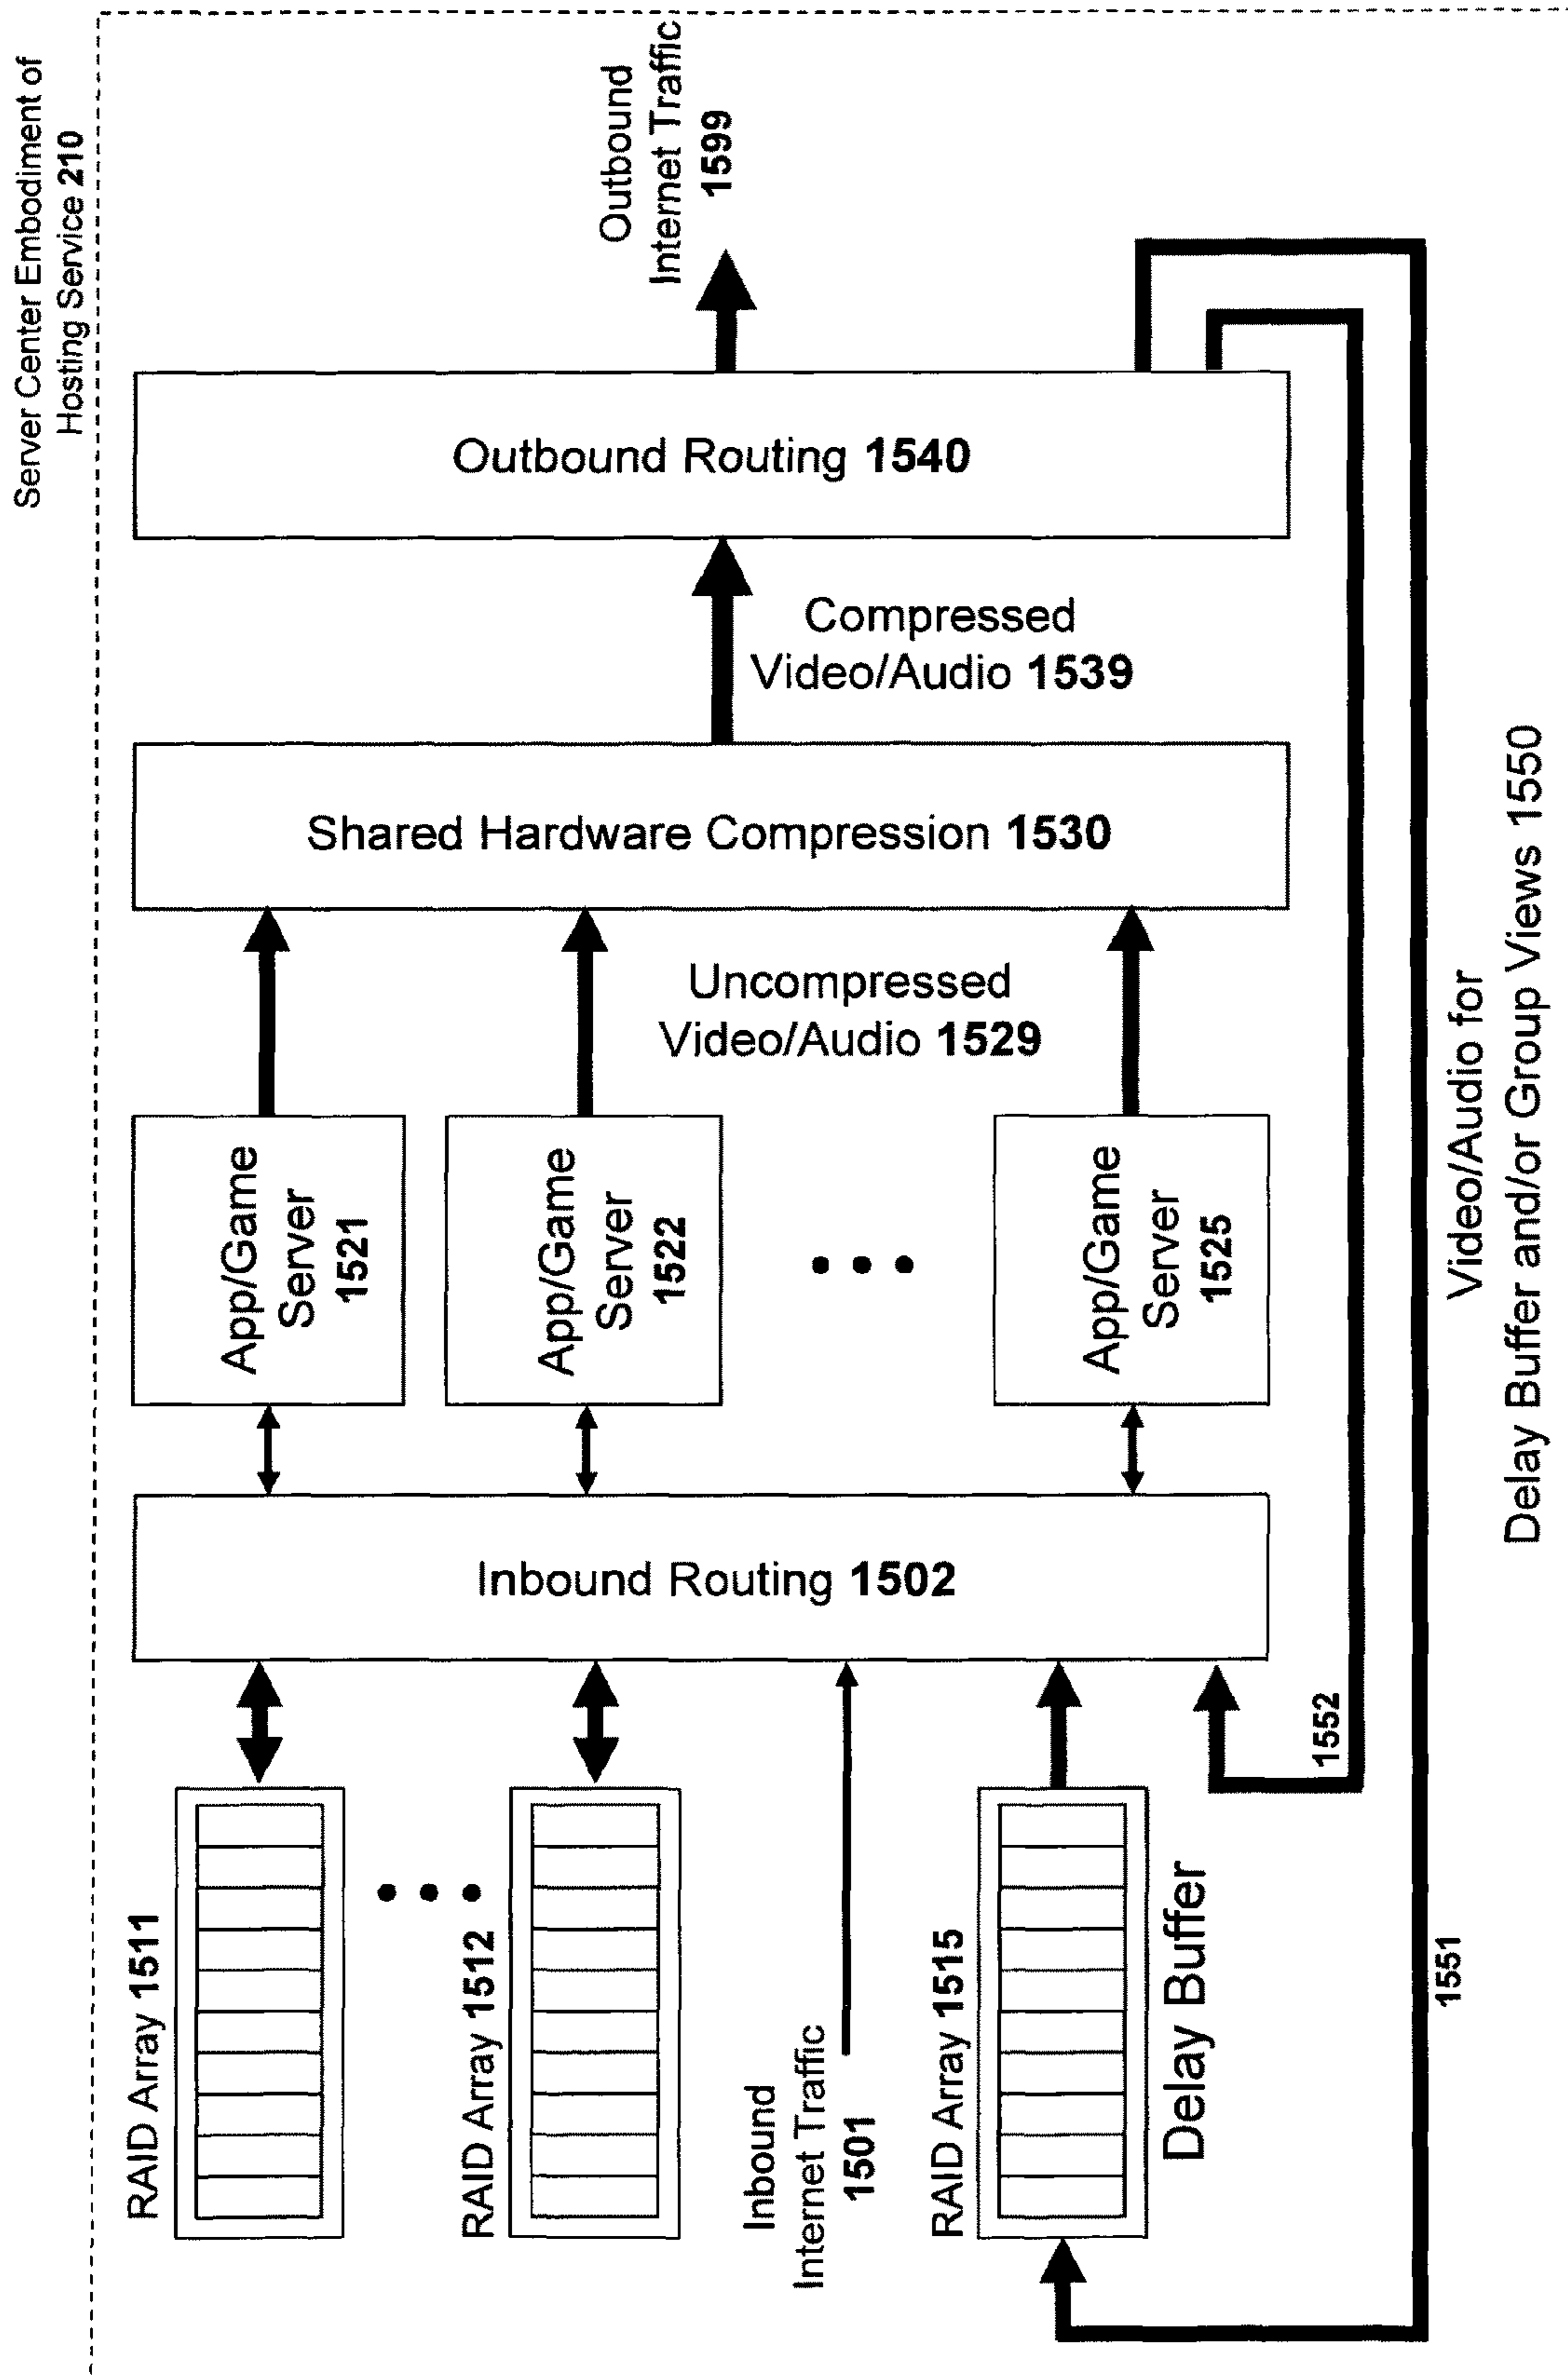 Server Center Embodiment of
Hosting Service 210
RAID Array 1511
RAID Array 1512
Inbound
Internet Traffic
1501
RAID Array 1515
Delay Buffer
Inbound Routing 1502
App/Game
Server
1521
App/Game
Server
1522
App/Game
Server
1525
Uncompressed
Video/Audio 1529
Shared Hardware Compression 1530
Compressed
Video/Audio 1539
Outbound Routing 1540
Outbound
Internet Traffic
1599
1552
1551
Video/Audio for
Delay Buffer and/or Group Views 1550